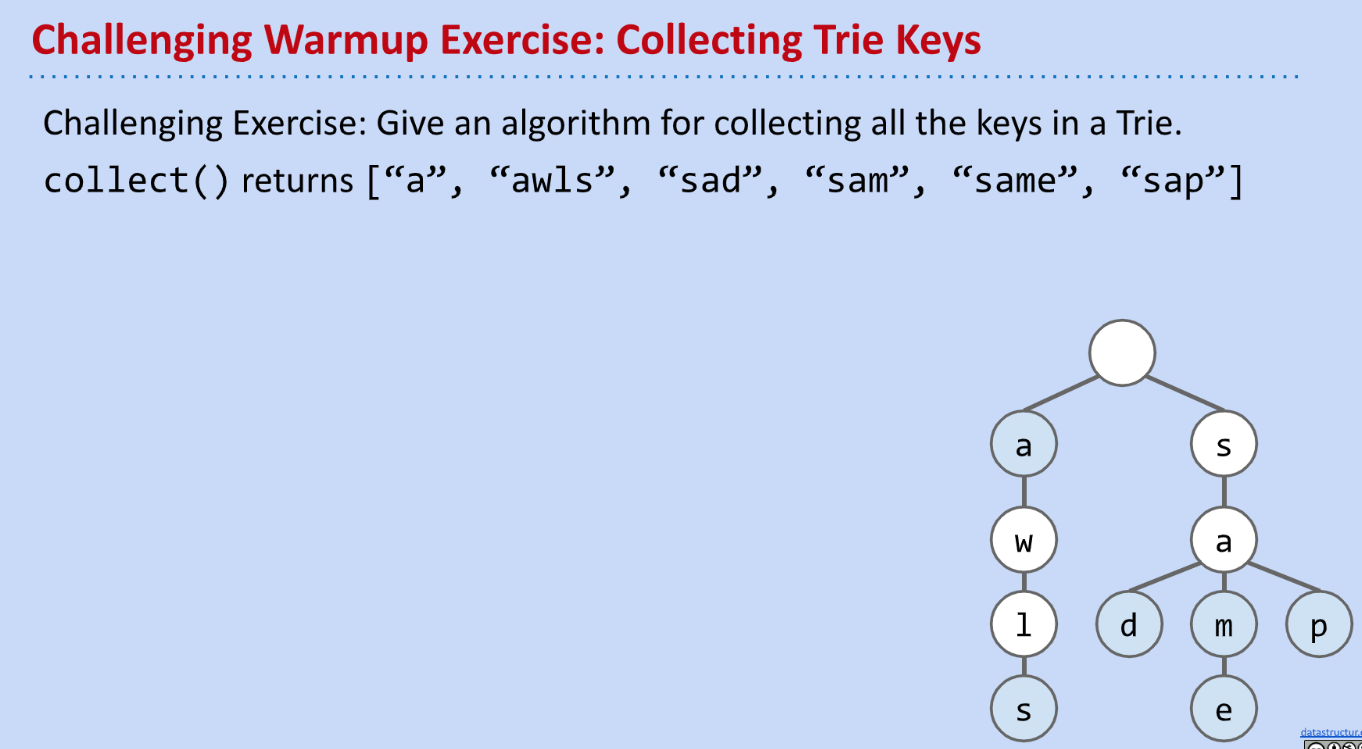 Challenging Warmup Exercise: Collecting Trie Keys
Challenging Exercise: Give an algorithm for collecting all the keys in a Trie.
collect() returns [“a”, “awls”, “sad”, “sam”, “same”, “sap”]
a s
w a
l d m p
s e
datastructur.